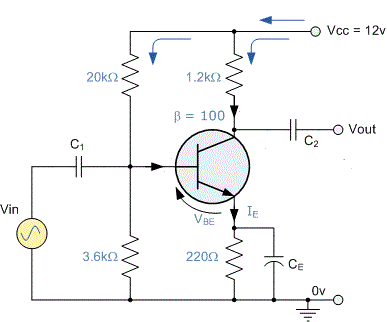 Vcc = 12v
20kΩ
1.2kΩ
β = 100
C1
C2
Vout
Vin
VBE
IE
3.6kΩ
220Ω
CE
0v